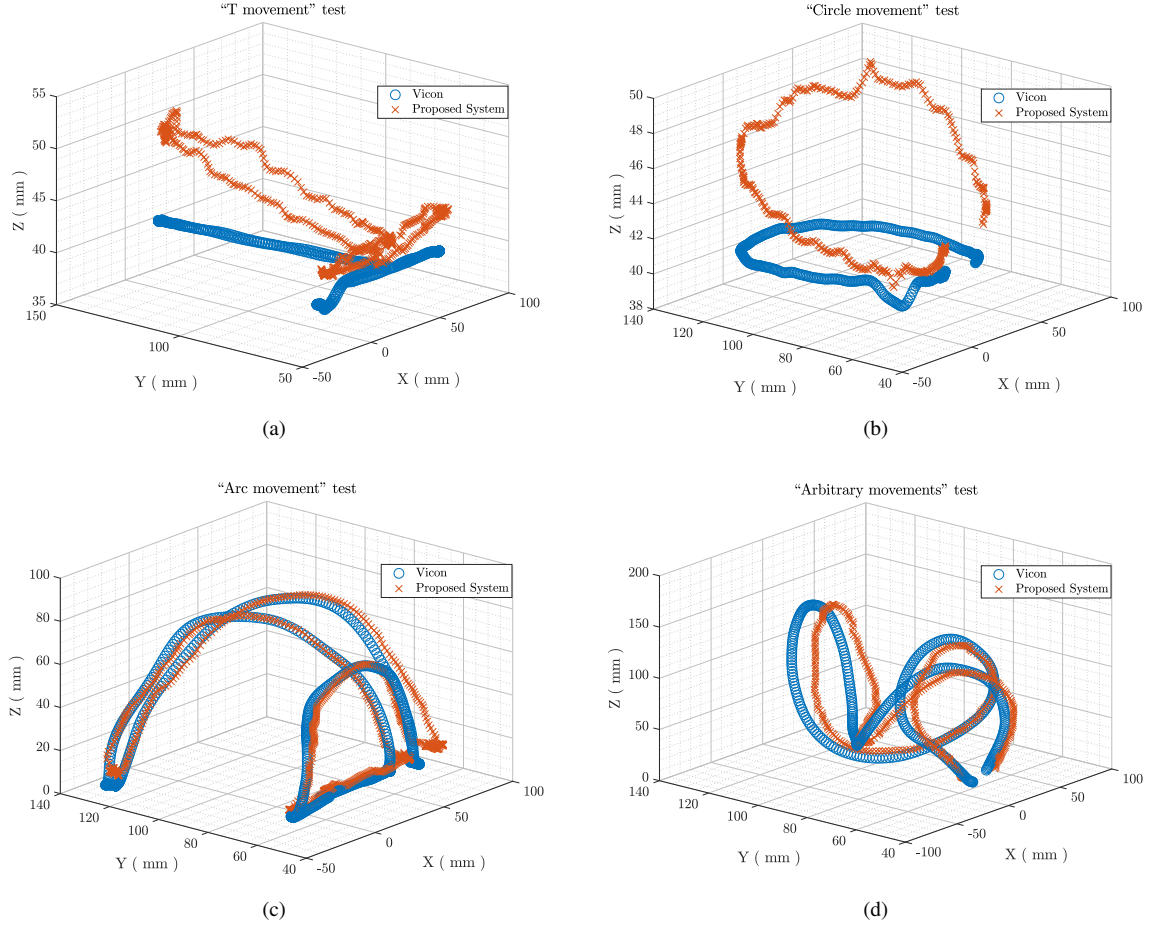 “T movement” test
Vicon
Proposed System
55
50
45
40
35
Z ( mm )
150
100
50
Y ( mm )
-50
0
50
100
X ( mm )
(a)
“Circle movement” test
Vicon
Proposed System
50
48
46
44
42
40
38
Z ( mm )
140
120
100
80
60
40
Y ( mm )
-50
0
50
100
X ( mm )
(b)
“Arc movement” test
Vicon
Proposed System
100
80
60
40
20
0
Z ( mm )
140
120
100
80
60
40
Y ( mm )
-50
0
50
100
X ( mm )
(c)
“Arbitrary movements” test
Vicon
Proposed System
200
150
100
50
0
Z ( mm )
140
120
100
80
60
40
Y ( mm )
-100
-50
0
50
100
X ( mm )
(d)